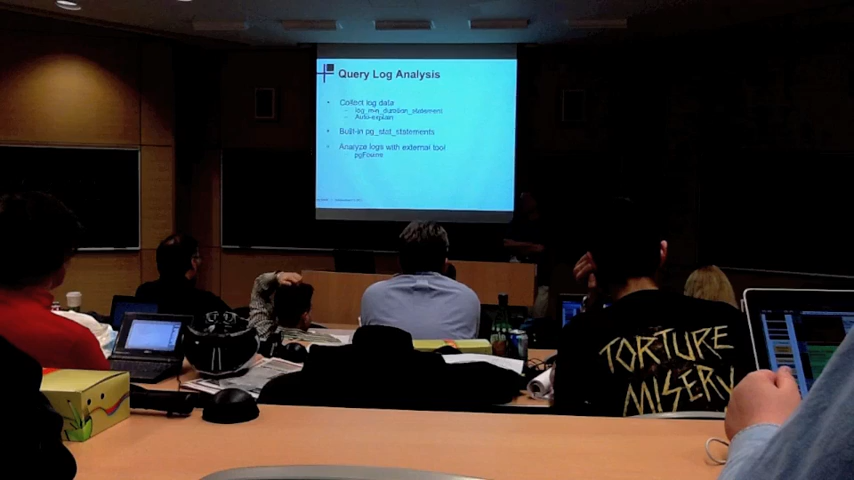 Query Log Analysis
Collect log data
log_min_duration_statement
Auto-explain
Built-in pg_stat_statements
Analyze logs with external tool
pgFouine
TORTURE
MISERY